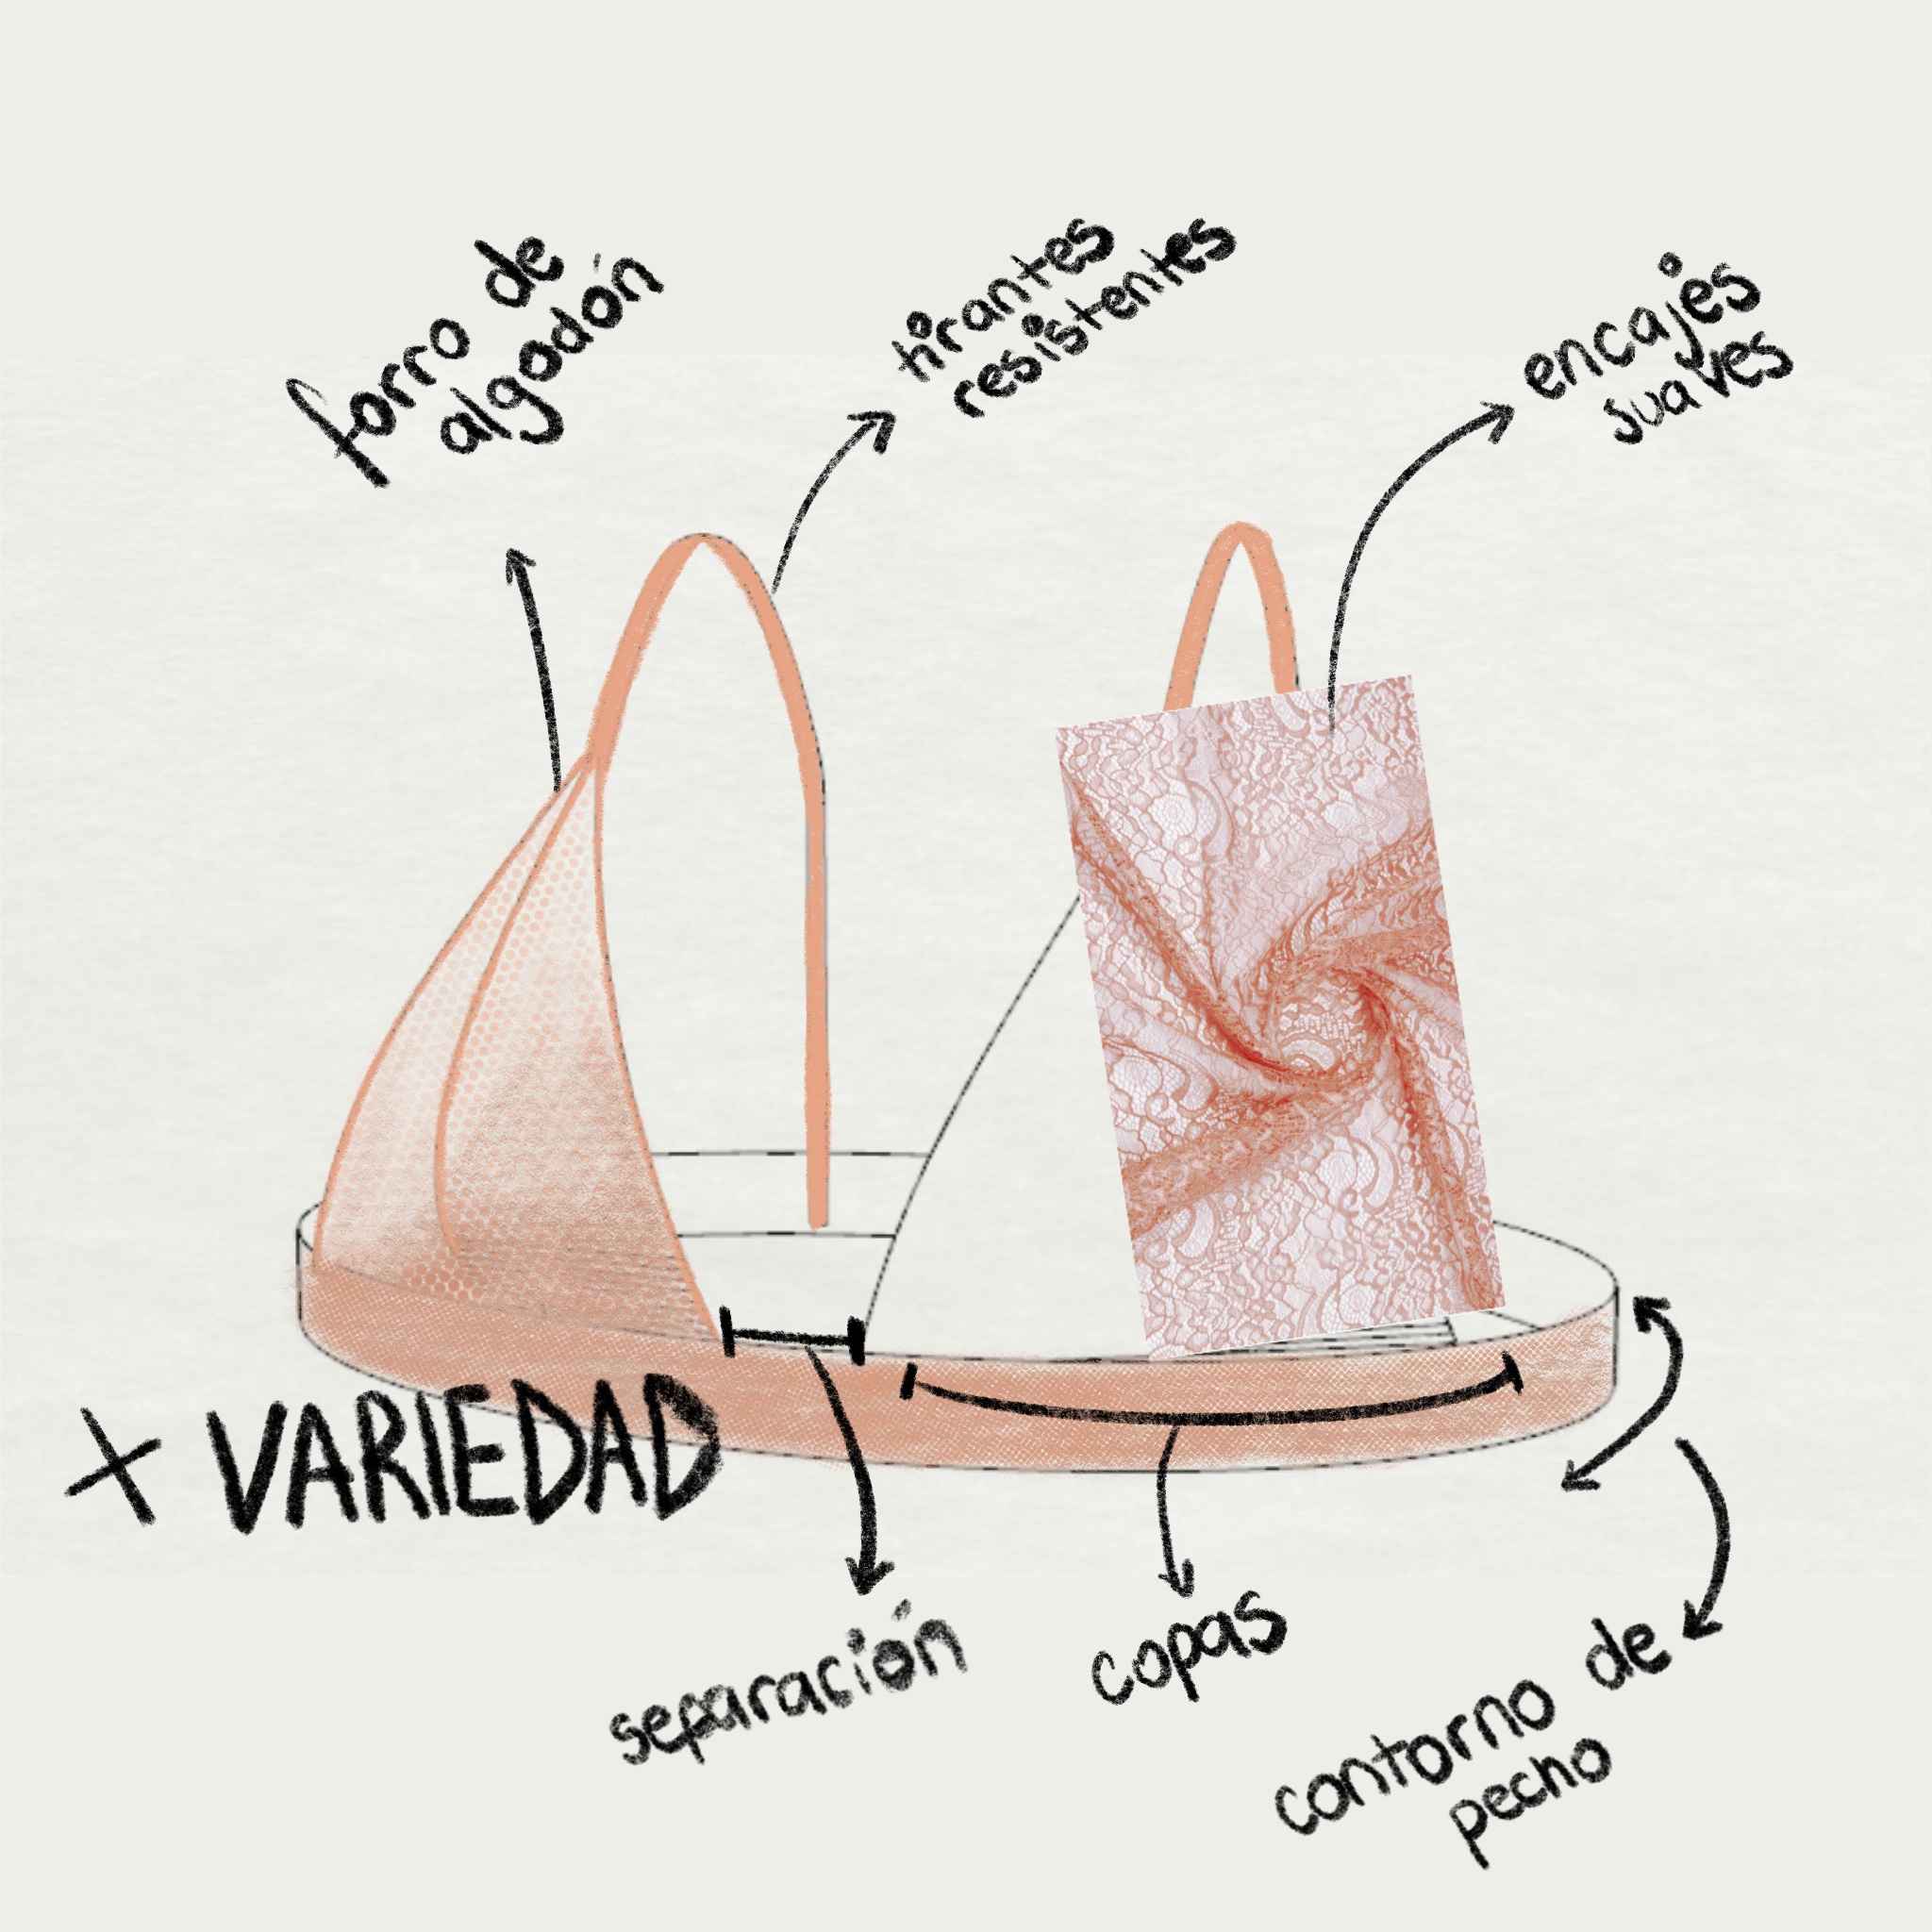 forro de
algodón
tirantes
resistentes
encajes
suaves
+ VARIEDAD
separación
copas
contorno de
pecho